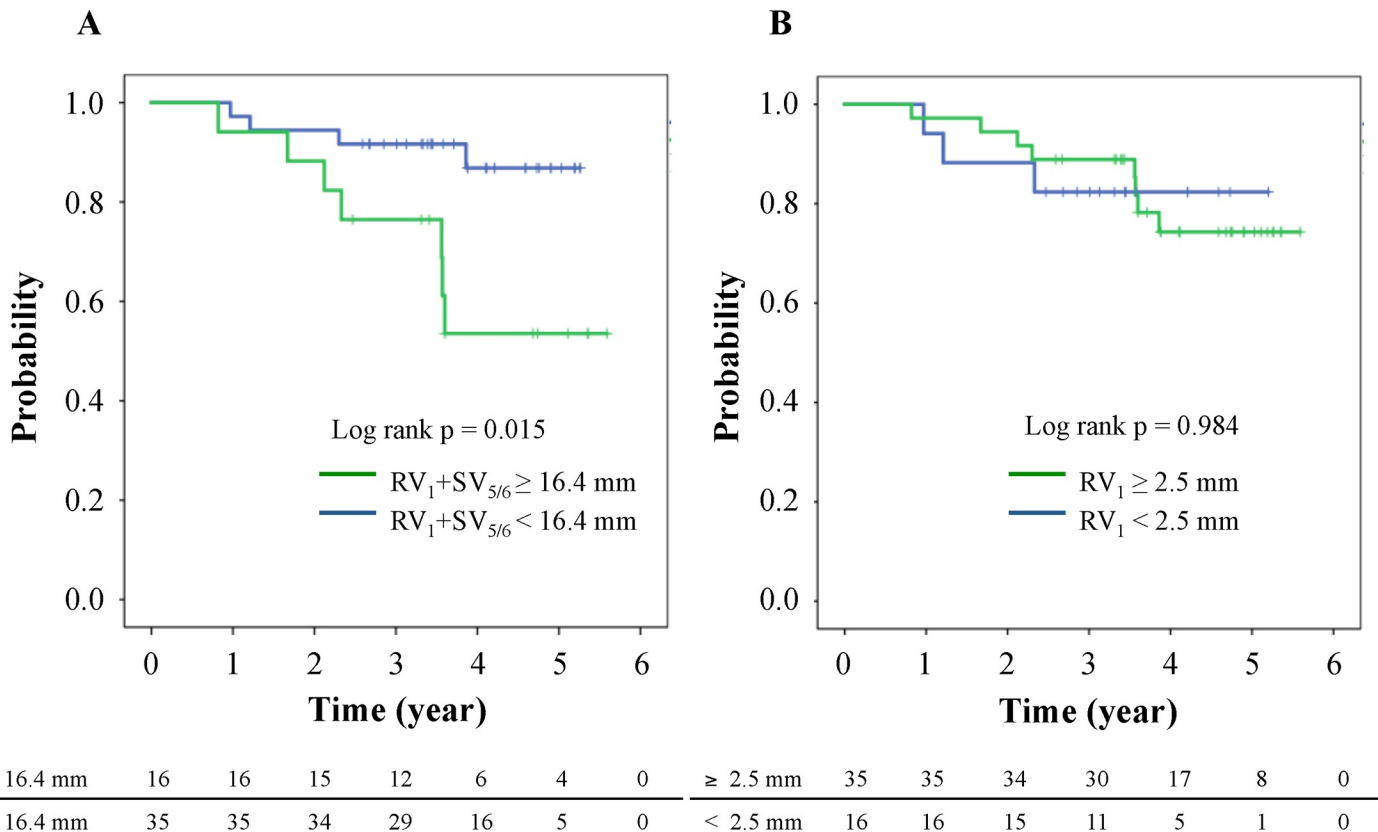 A
B
Probability
1.0
0.8
0.6
0.4
0.2
0.0
Log rank p = 0.015
RV1+SV5/6 ≥ 16.4 mm
RV1+SV5/6 < 16.4 mm
0 1 2 3 4 5 6
Time (year)
16.4 mm 16 16 15 12 6 4 0
16.4 mm 35 35 34 29 16 5 0
Probability
1.0
0.8
0.6
0.4
0.2
0.0
Log rank p = 0.984
RV1 ≥ 2.5 mm
RV1 < 2.5 mm
0 1 2 3 4 5 6
Time (year)
≥ 2.5 mm 35 35 34 30 17 8 0
< 2.5 mm 16 16 15 11 5 1 0